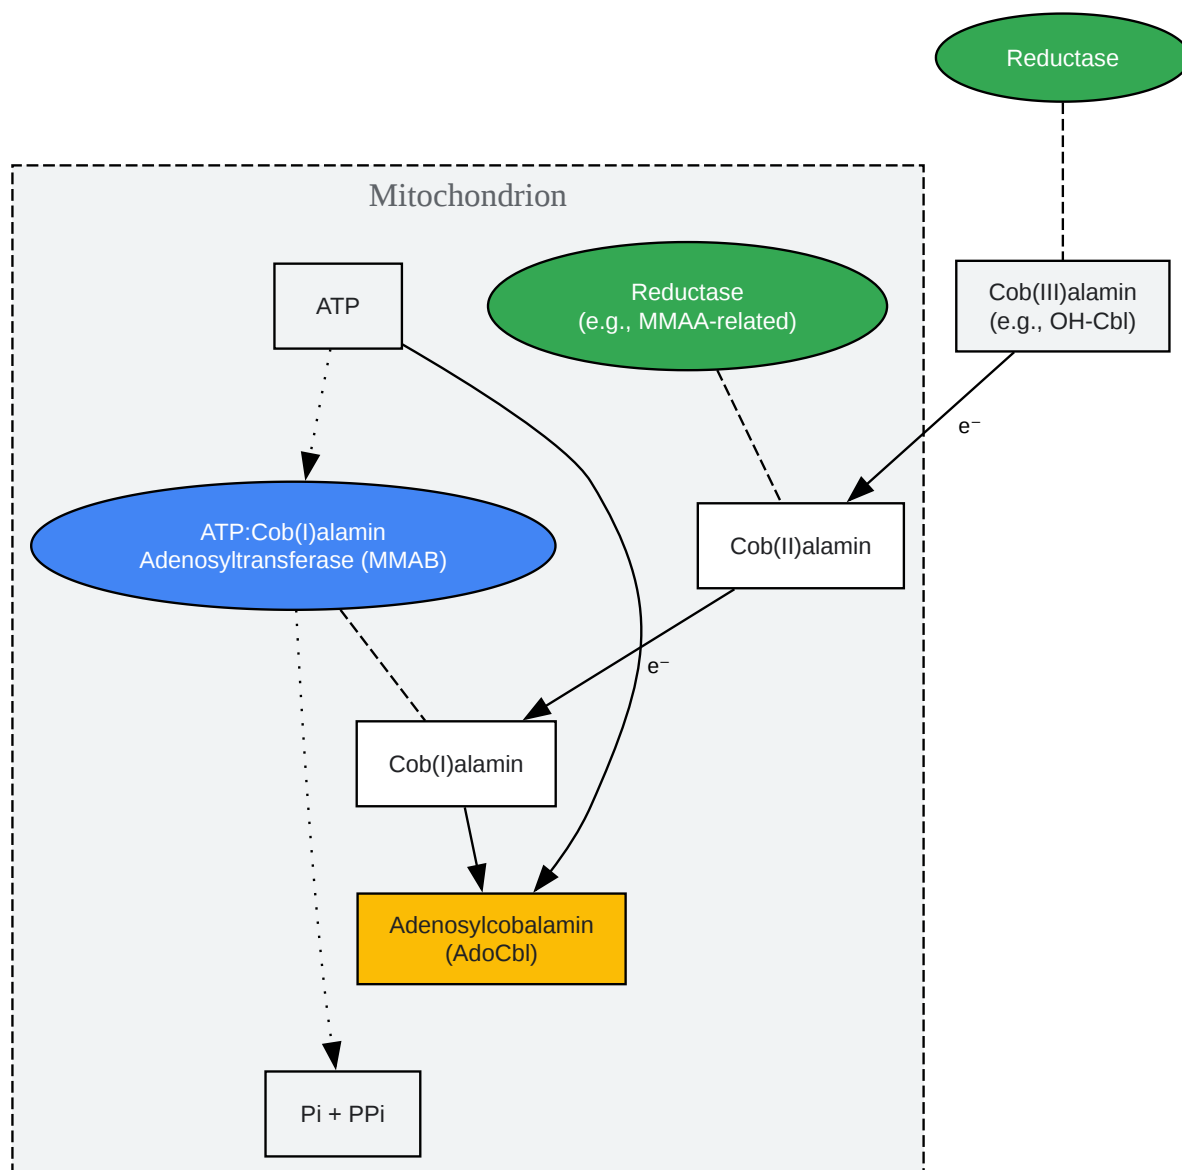 Reductase
Mitochondrion
ATP
Reductase
(e.g., MMAA-related)
Cob(III)alamin
(e.g., OH-Cbl)
e⁻
ATP:Cob(I)alamin
Adenosyltransferase (MMAB)
Cob(II)alamin
e⁻
Cob(I)alamin
Adenosylcobalamin
(AdoCbl)
Pi + PPi